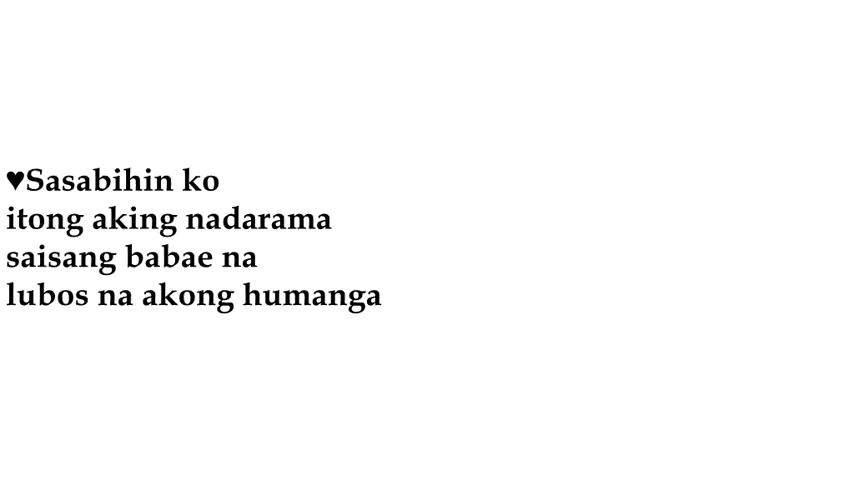 ♥Sasabihin ko
itong aking nadarama
saisang babae na
lubos na akong humanga